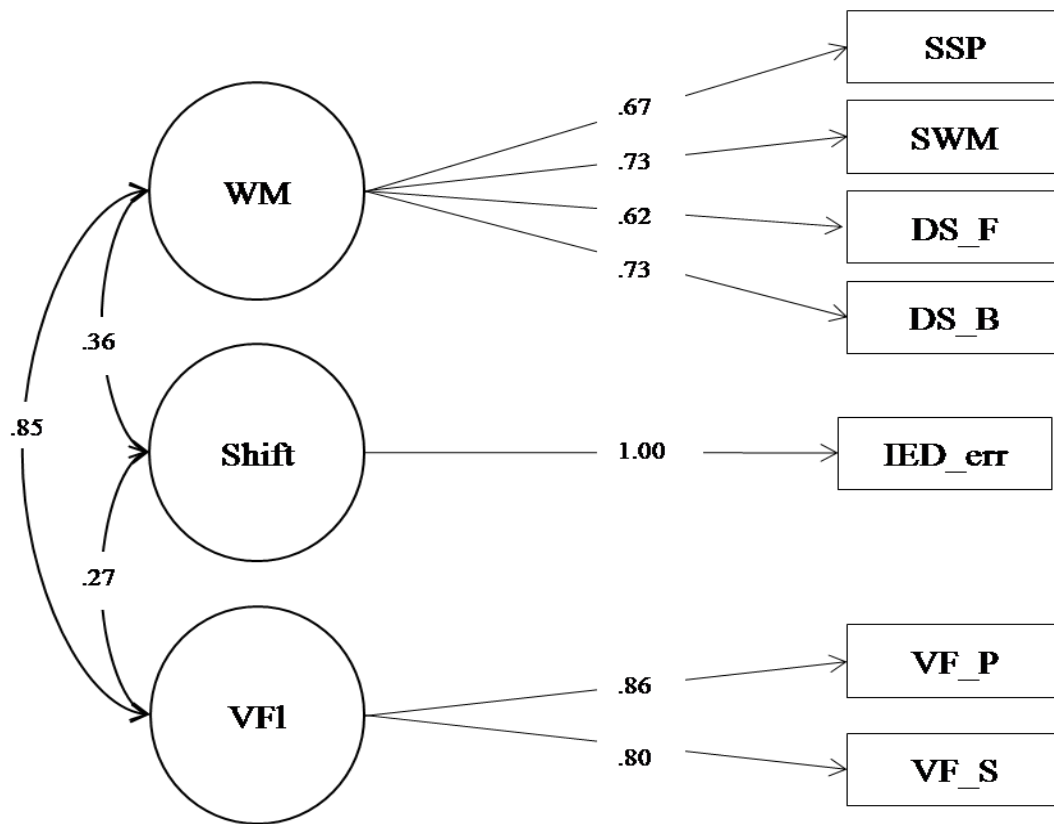 SSP
.67
SWM
WM
.73
.62
DS_F
.73
DS_B
.36
.85
Shift
1.00
IED_err
.27
VF_P
.86
VFl
.80
VF_S